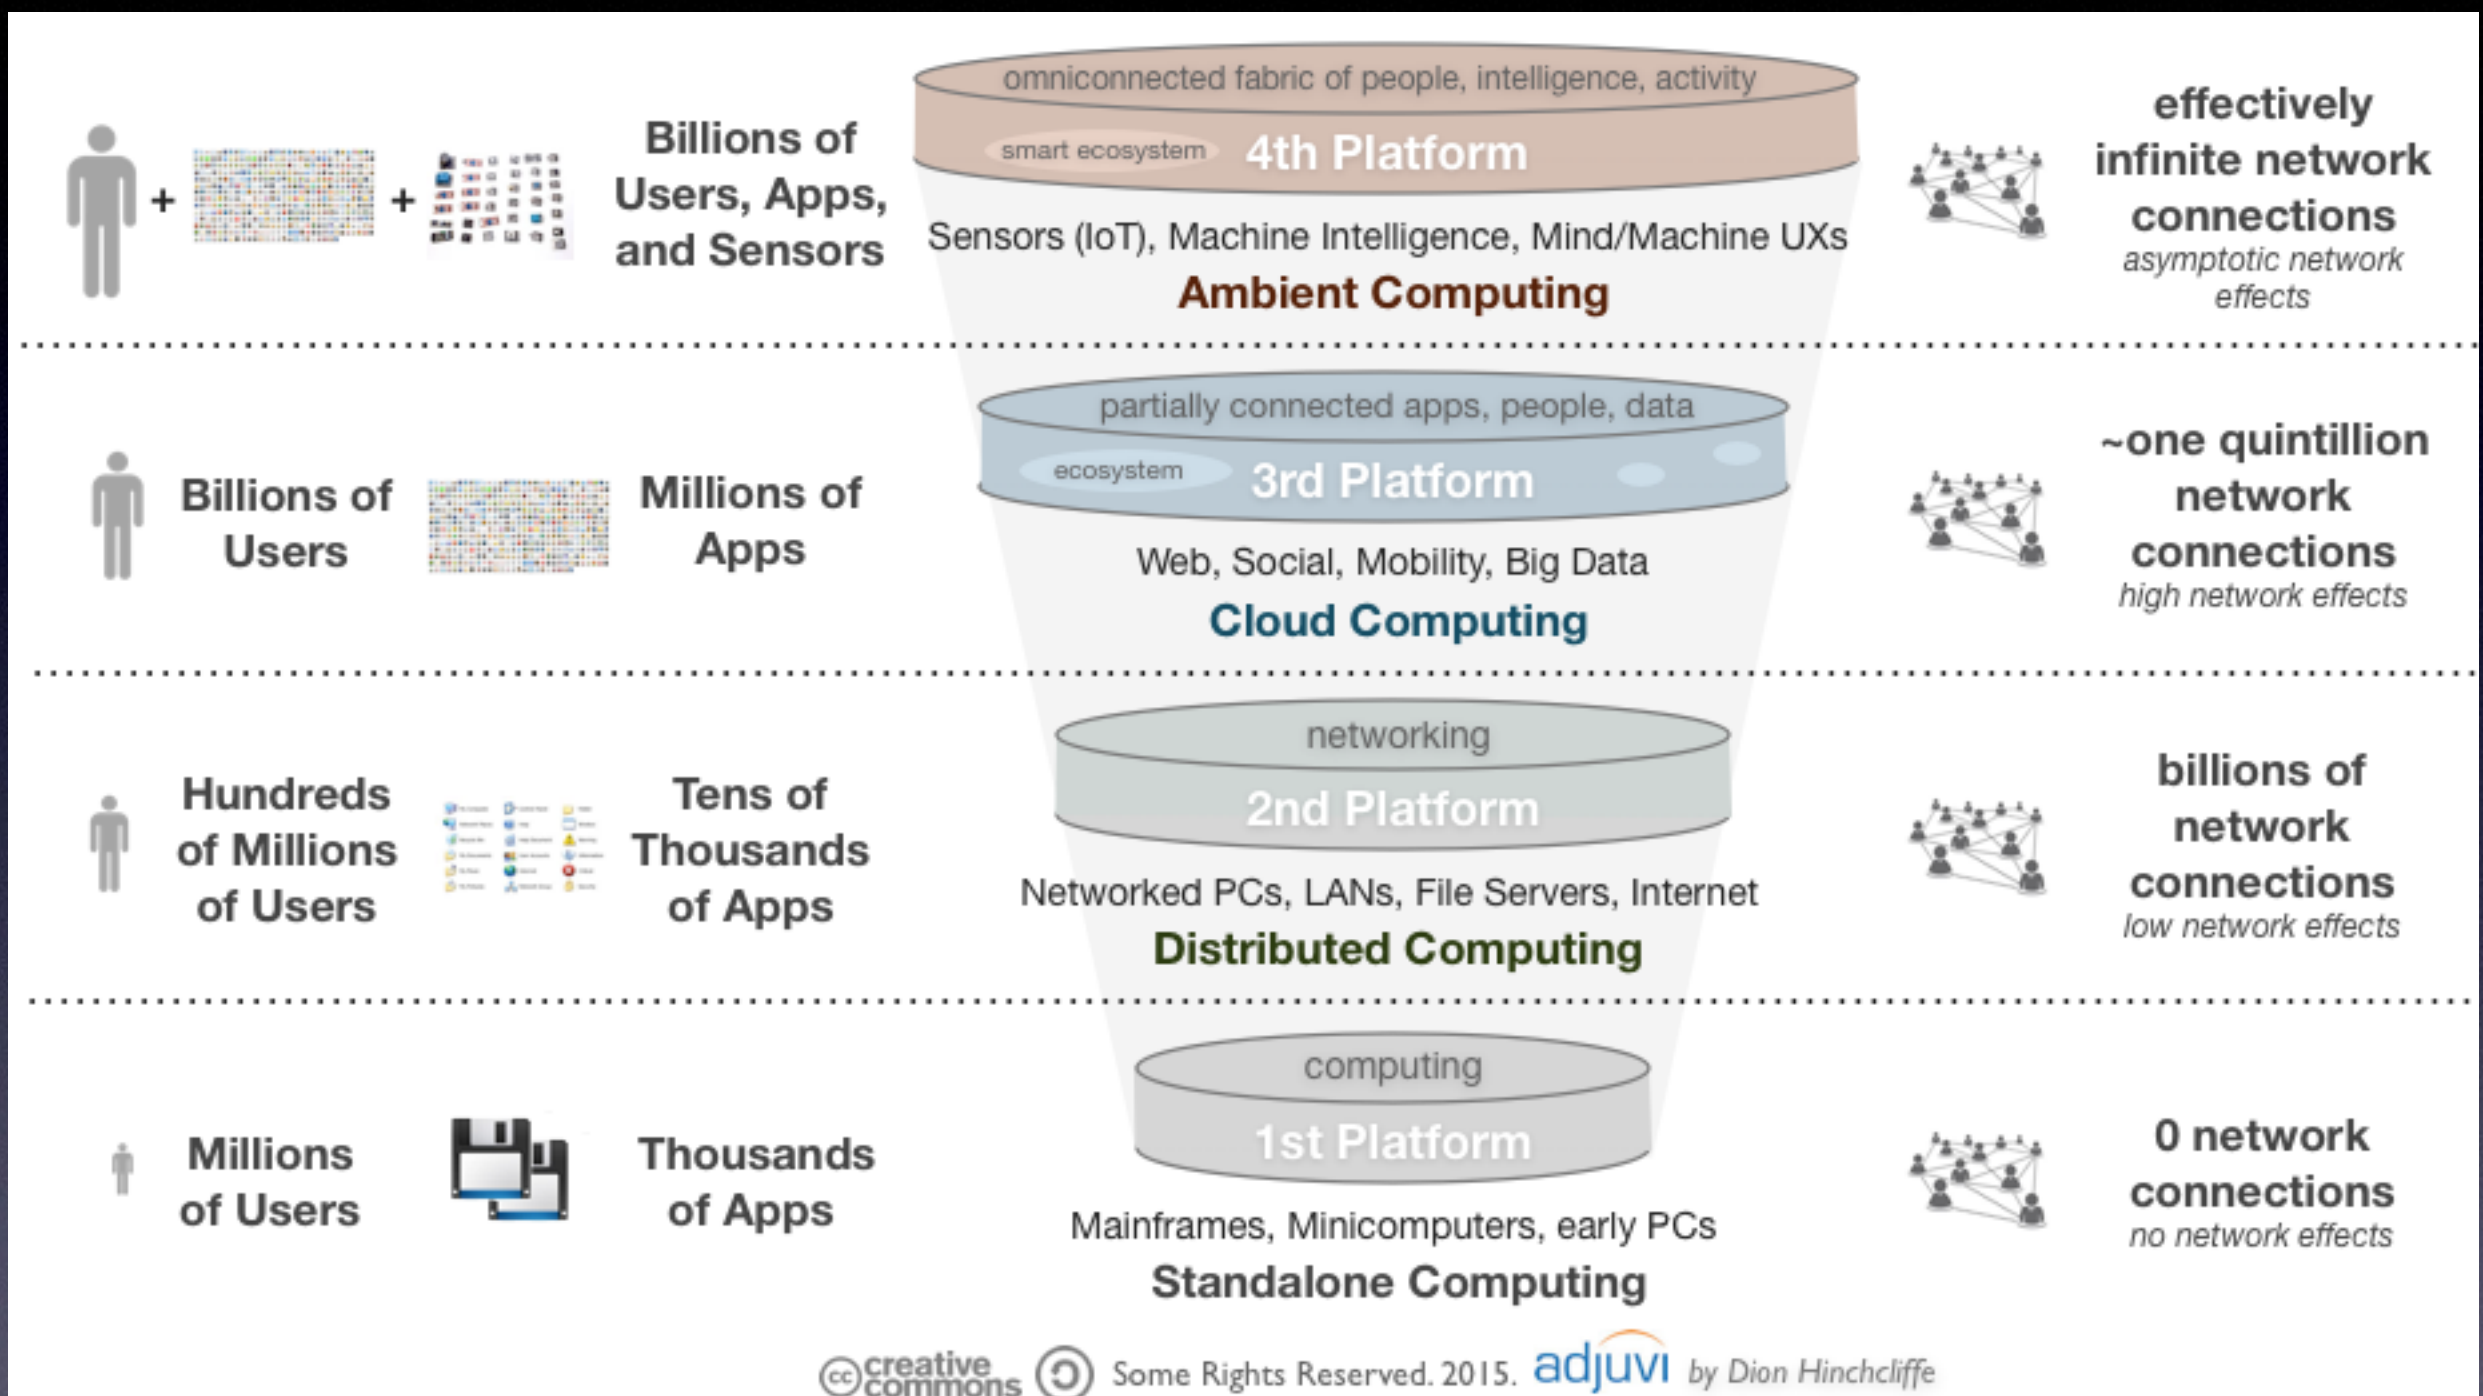 omniconnected fabric of people, intelligence, activity
smart ecosystem
4th Platform
Billions of
Users, Apps,
and Sensors
+
+
Sensors (IoT), Machine Intelligence, Mind/Machine UXs
Ambient Computing
effectively
infinite network
connections
asymptotic network
effects
partially connected apps, people, data
ecosystem
3rd Platform
Billions of
Users
Millions of
Apps
Web, Social, Mobility, Big Data
Cloud Computing
~one quintillion
network
connections
high network effects
networking
2nd Platform
Hundreds
of Millions
of Users
Tens of
Thousands
of Apps
Networked PCs, LANs, File Servers, Internet
Distributed Computing
billions of
network
connections
low network effects
computing
1st Platform
Millions
of Users
Thousands
of Apps
Mainframes, Minicomputers, early PCs
Standalone Computing
0 network
connections
no network effects
cc creative
commons
Some Rights Reserved. 2015.
adjuvi
by Dion Hinchcliffe